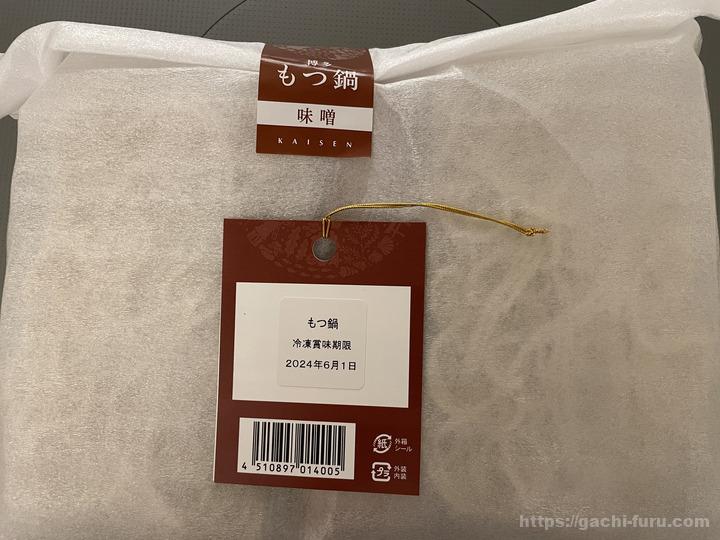 博多
もつ鍋
味噌
KAISEN
もつ鍋
冷凍賞味期限
2024年6月1日
4 510897 014005
紙
外箱
シール
プラ
外装
内装
https://gachi-furu.com